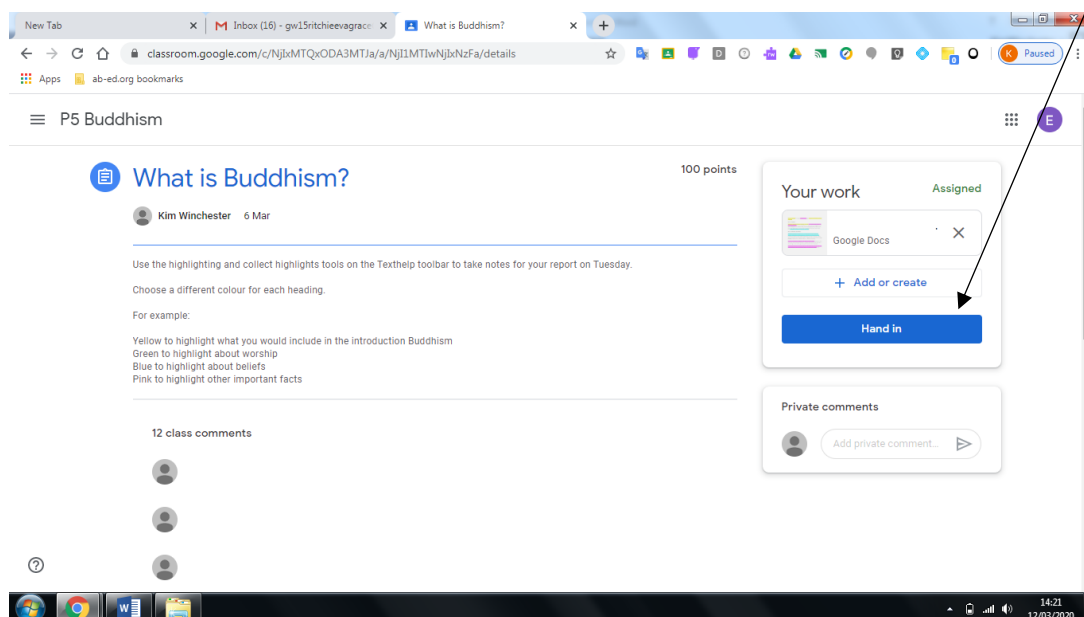 New Tab
Inbox (16) - gw15ritchieevagrace
What is Buddhism?
classroom.google.com/c/NjIxMTQxODA3MTJa/a/NjI1MTIwNjIxNzFa/details
Paused
Apps
ab-ed.org bookmarks
P5 Buddhism
E
What is Buddhism?
100 points
Kim Winchester 6 Mar
Use the highlighting and collect highlights tools on the Texthelp toolbar to take notes for your report on Tuesday.
Choose a different colour for each heading.
For example:
Yellow to highlight what you would include in the introduction Buddhism
Green to highlight about worship
Blue to highlight about beliefs
Pink to highlight other important facts
12 class comments
Your work
Assigned
Google Docs
+ Add or create
Hand in
Private comments
Add private comment...
14:21
12/03/2020